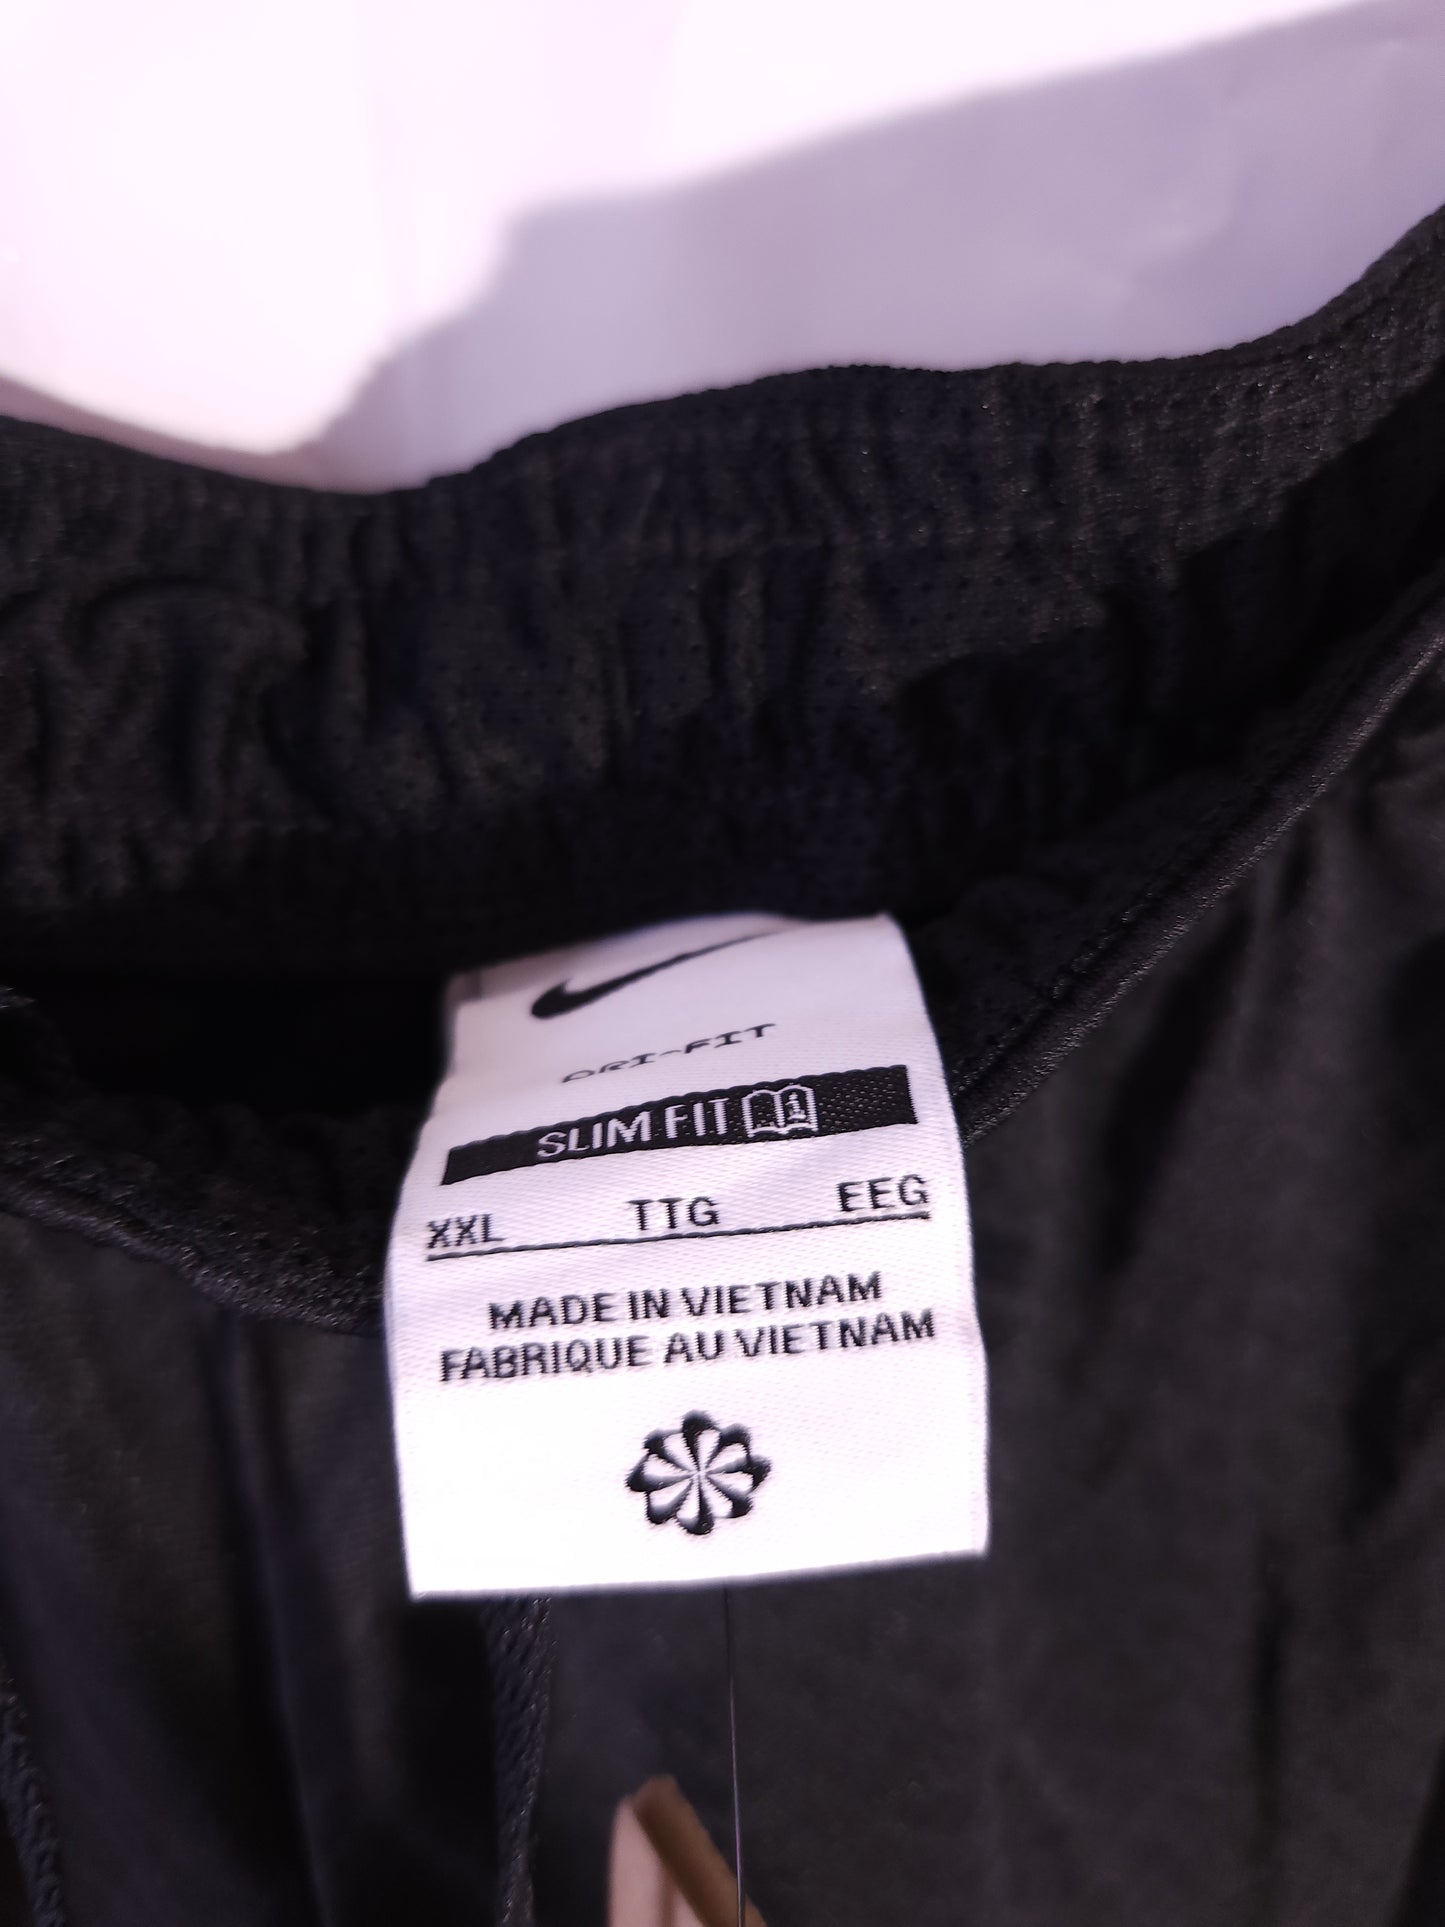 DRI-FIT
SLIM FIT
XXL TTG EEG
MADE IN VIETNAM
FABRIQUE AU VIETNAM